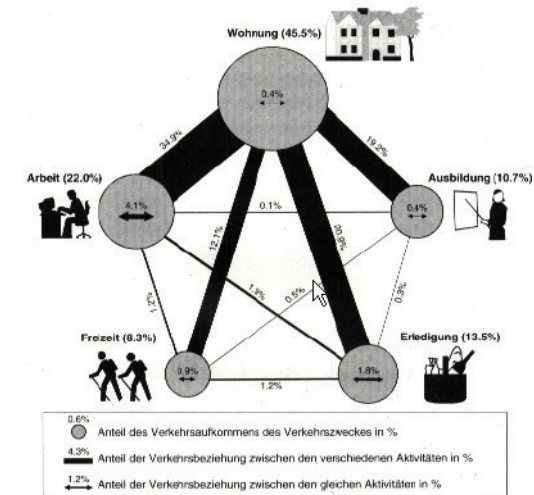 Wohnung (45.5%)
0.4%
34.9%
19.2%
Arbeit (22.0%)
Ausbildung (10.7%)
4.1%
0.1%
0.4%
12.1%
20.9%
1.2%
1.3%
0.5%
0.3%
Freizeit (8.3%)
Erledigung (13.5%)
0.9%
1.8%
1.2%
0.6%
Anteil des Verkehrsaufkommens des Verkehrszweckes in %
4.3%
Anteil der Verkehrsbeziehung zwischen den verschiedenen Aktivitäten in %
1.2%
Anteil der Verkehrsbeziehung zwischen den gleichen Aktivitäten in %